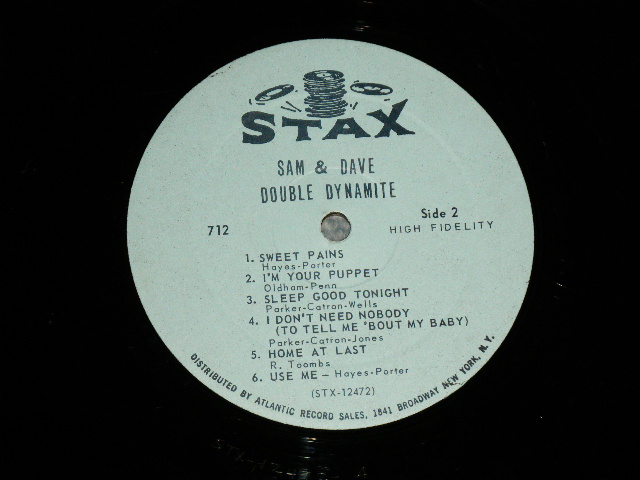 STAX
SAM & DAVE
DOUBLE DYNAMITE
712
Side 2
HIGH FIDELITY
1. SWEET PAINS
Hayes-Porter
2. I'M YOUR PUPPET
Oldham-Penn
3. SLEEP GOOD TONIGHT
Parker-Catron-Wells
4. I DON'T NEED NOBODY
(TO TELL ME 'BOUT MY BABY)
Parker-Catron-Jones
5. HOME AT LAST
R. Toombs
6. USE ME - Hayes-Porter
(STX-12472)
DISTRIBUTED BY ATLANTIC RECORD SALES, 1841 BROADWAY NEW YORK, N.Y.